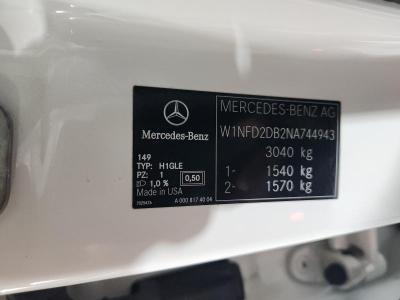 Mercedes-Benz
149
TYP: H1GLE
PZ: 1
1,0 %
0,50
Made in USA
A 000 817 40 04
MERCEDES-BENZ AG
W1NFD2DB2NA744943
3040 kg
1- 1540 kg
2- 1570 kg